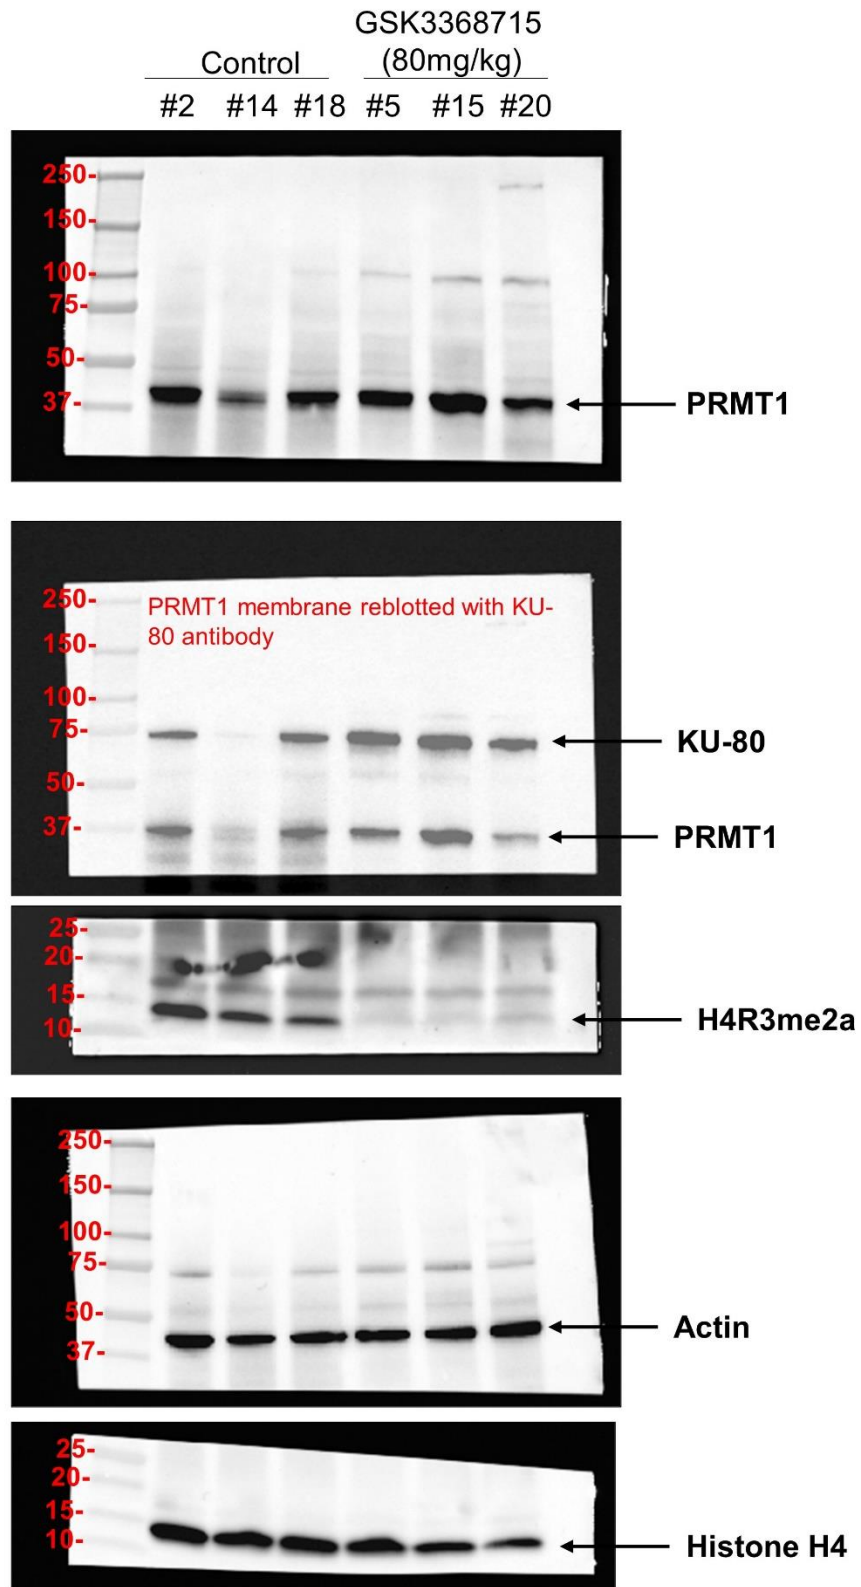 GSK3368715
Control (80mg/kg)
#2 #14 #18 #5 #15 #20
250-
150-
100-
75-
50-
37-
PRMT1
250-
PRMT1 membrane reblotted with KU-
80 antibody
150-
100-
75-
KU-80
50-
37-
PRMT1
25-
20-
15-
10-
H4R3me2a
250-
150-
100-
75-
50-
Actin
37-
25-
20-
15-
10-
Histone H4